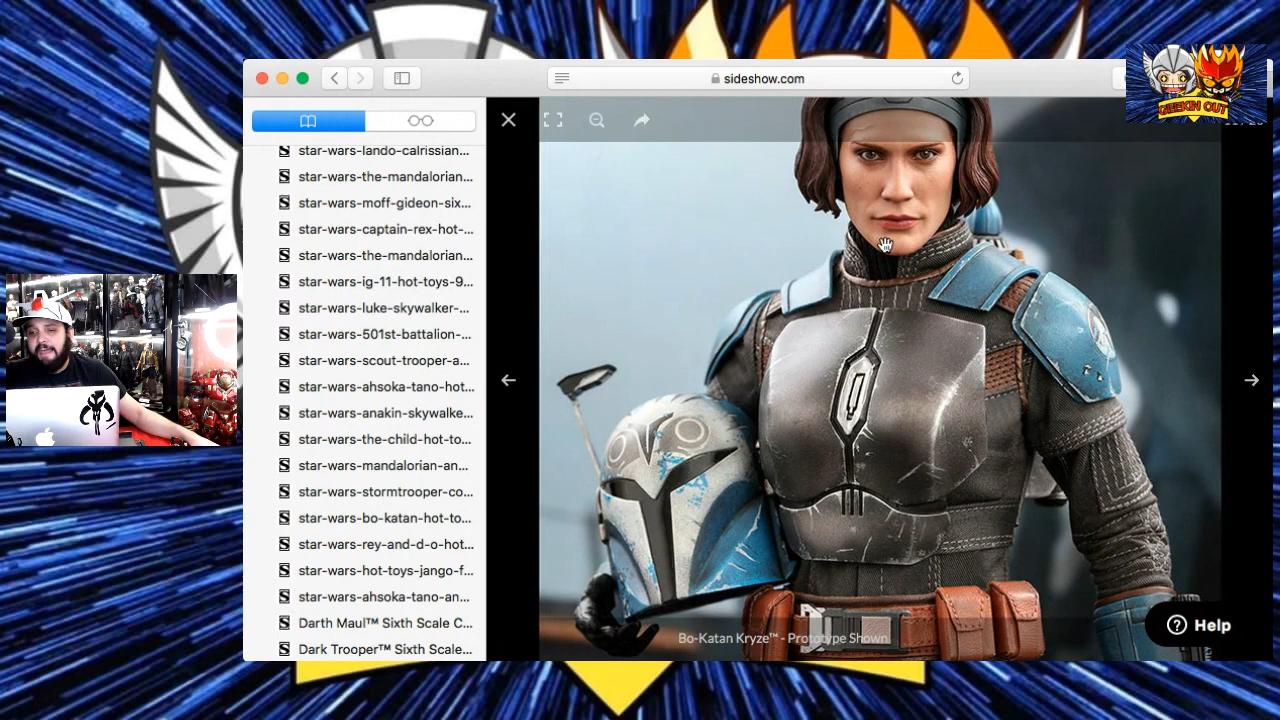 sideshow.com
GEEKIN OUT
star-wars-lando-calrissian...
star-wars-the-mandalorian...
star-wars-moff-gideon-six...
star-wars-captain-rex-hot-...
star-wars-the-mandalorian...
star-wars-ig-11-hot-toys-9...
star-wars-luke-skywalker-...
star-wars-501st-battalion-...
star-wars-scout-trooper-a...
star-wars-ahsoka-tano-hot...
star-wars-anakin-skywalke...
star-wars-the-child-hot-to...
star-wars-mandalorian-an...
star-wars-stormtrooper-co...
star-wars-bo-katan-hot-to...
star-wars-rey-and-d-o-hot...
star-wars-hot-toys-jango-f...
star-wars-ahsoka-tano-an...
Darth Maul™ Sixth Scale C...
Dark Trooper™ Sixth Scale...
Bo-Katan Kryze™ - Prototype Shown
Help